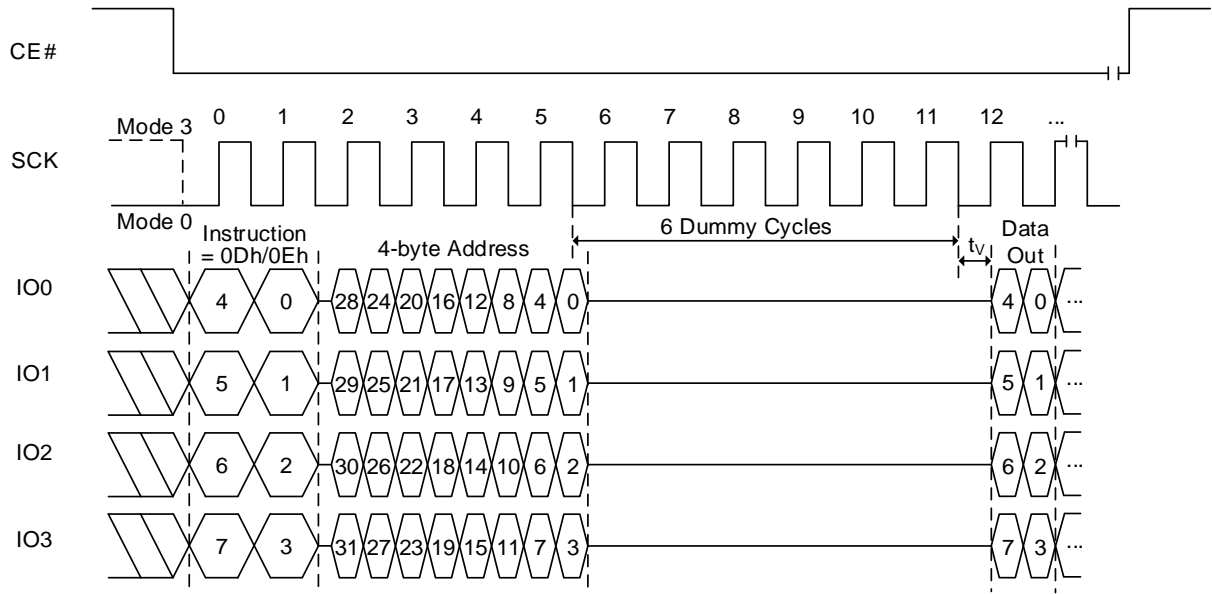 CE#
0 1 2 3 4 5 6 7 8 9 10 11 12 ...
Mode 3
SCK
Mode 0
6 Dummy Cycles
Instruction
= 0Dh/0Eh
4-byte Address
tV
Data
Out
IO0 4 0 28 24 20 16 12 8 4 0 4 0 ...
IO1 5 1 29 25 21 17 13 9 5 1 5 1 ...
IO2 6 2 30 26 22 18 14 10 6 2 6 2 ...
IO3 7 3 31 27 23 19 15 11 7 3 7 3 ...